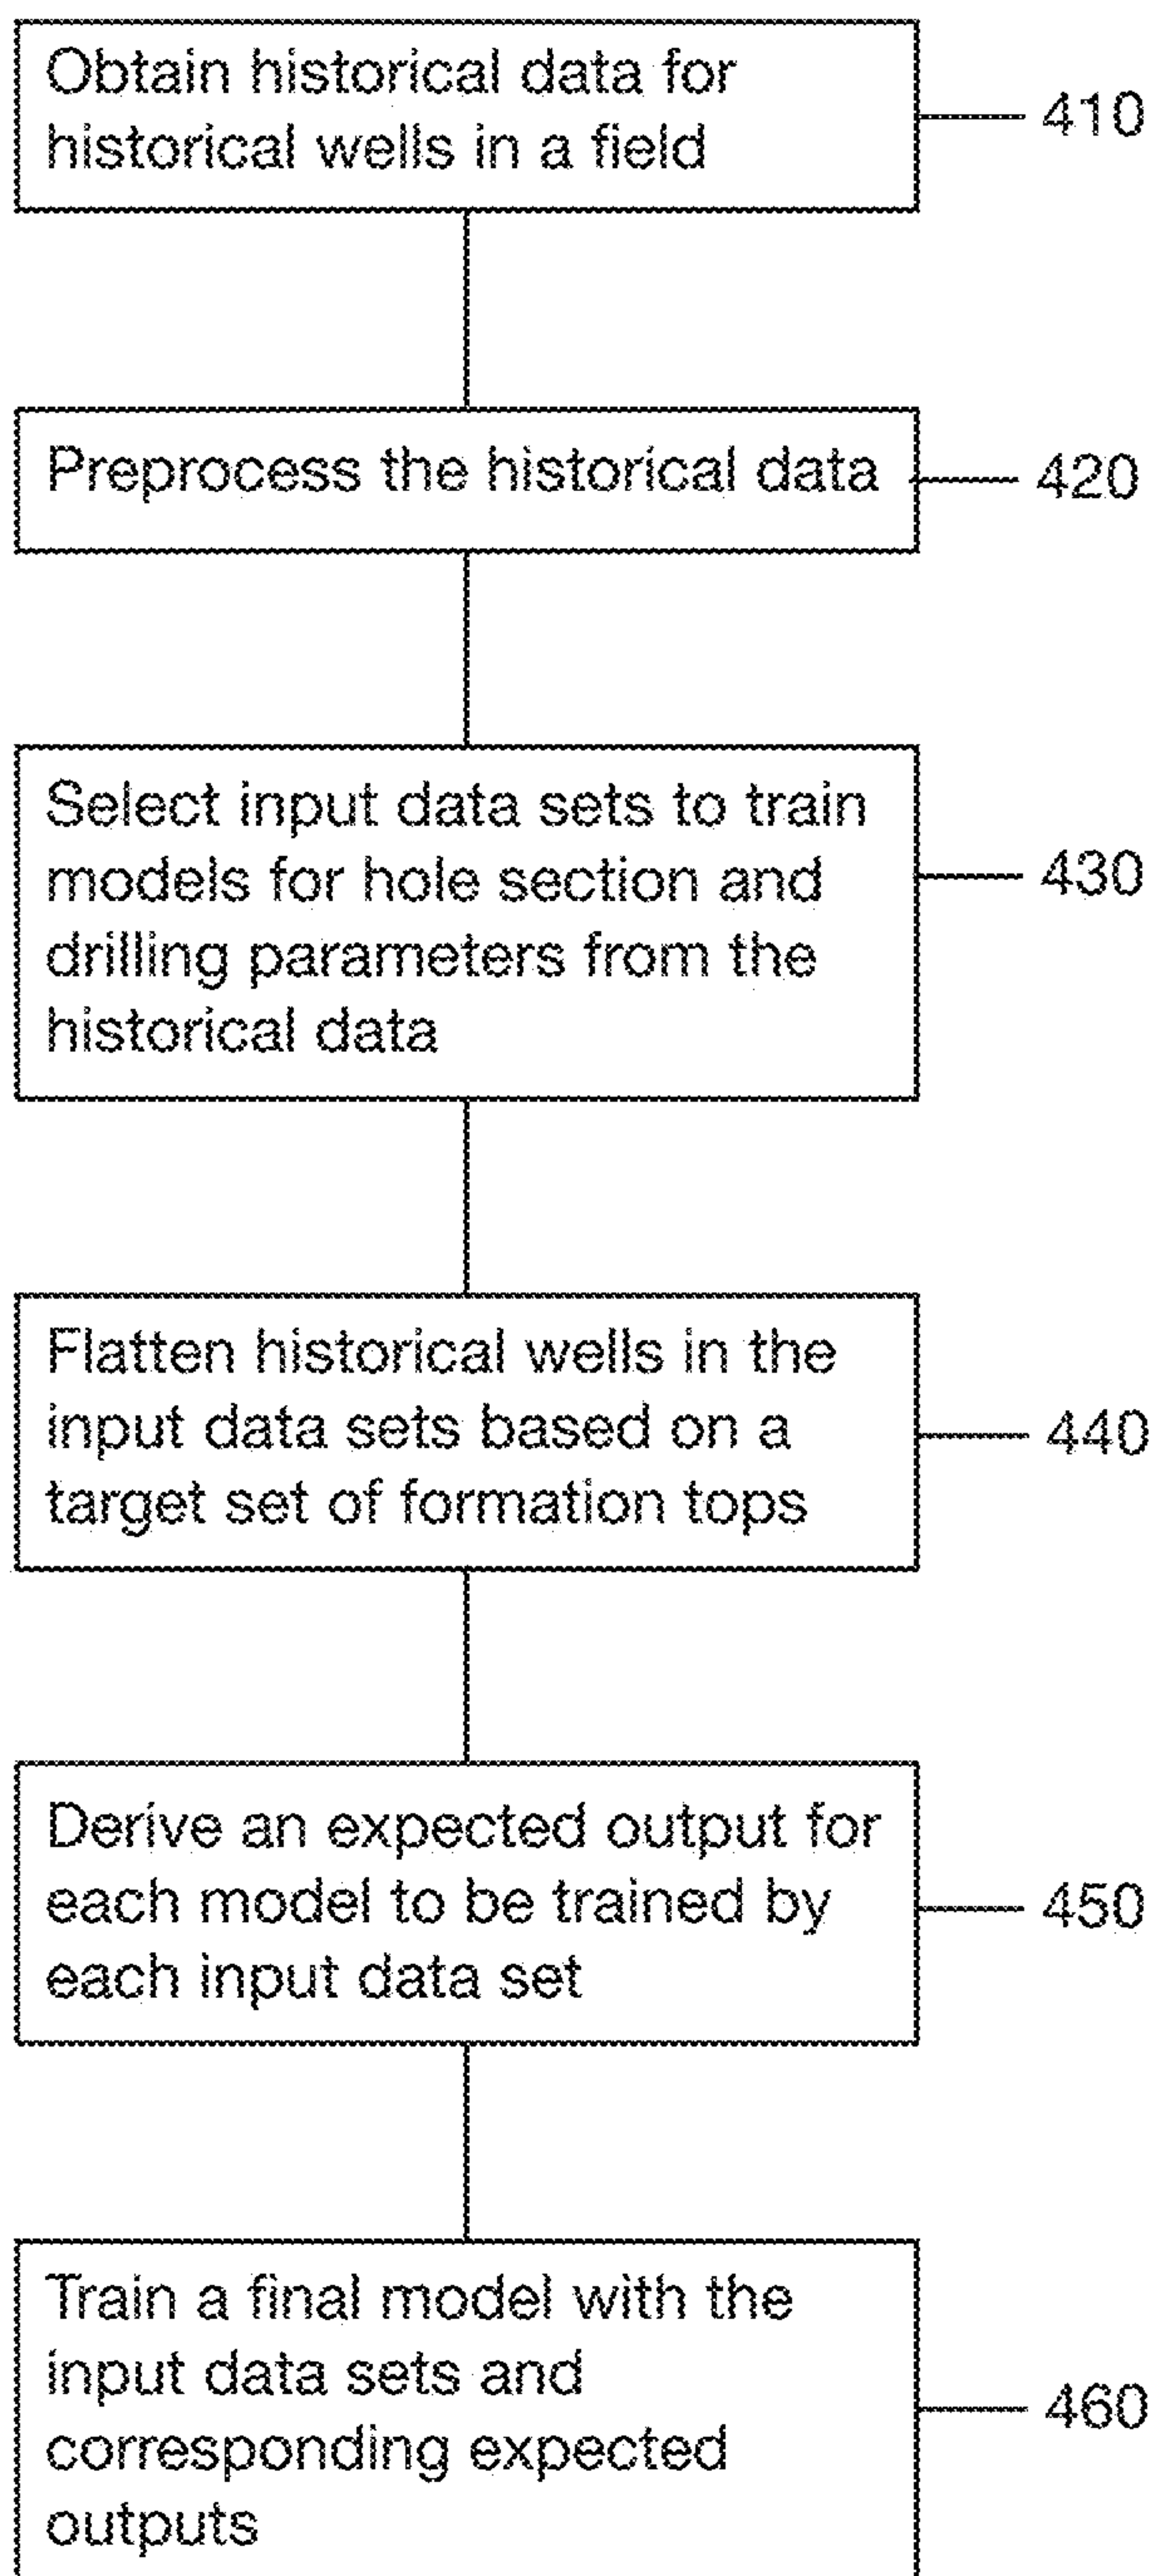 Obtain historical data for
historical wells in a field
410
Preprocess the historical data
420
Select input data sets to train
models for hole section and
drilling parameters from the
historical data
430
Flatten historical wells in the
input data sets based on a
target set of formation tops
440
Derive an expected output for
each model to be trained by
each input data set
450
Train a final model with the
input data sets and
corresponding expected
outputs
460